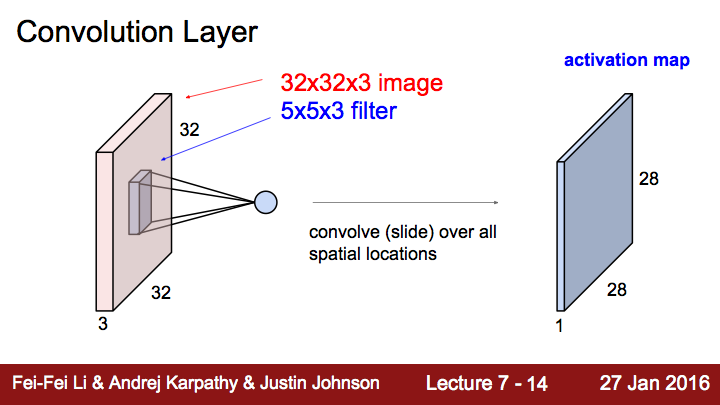 Convolution Layer
activation map
32x32x3 image
5x5x3 filter
32
32
3
convolve (slide) over all
spatial locations
28
28
1
Fei-Fei Li & Andrej Karpathy & Justin Johnson
Lecture 7 - 14
27 Jan 2016